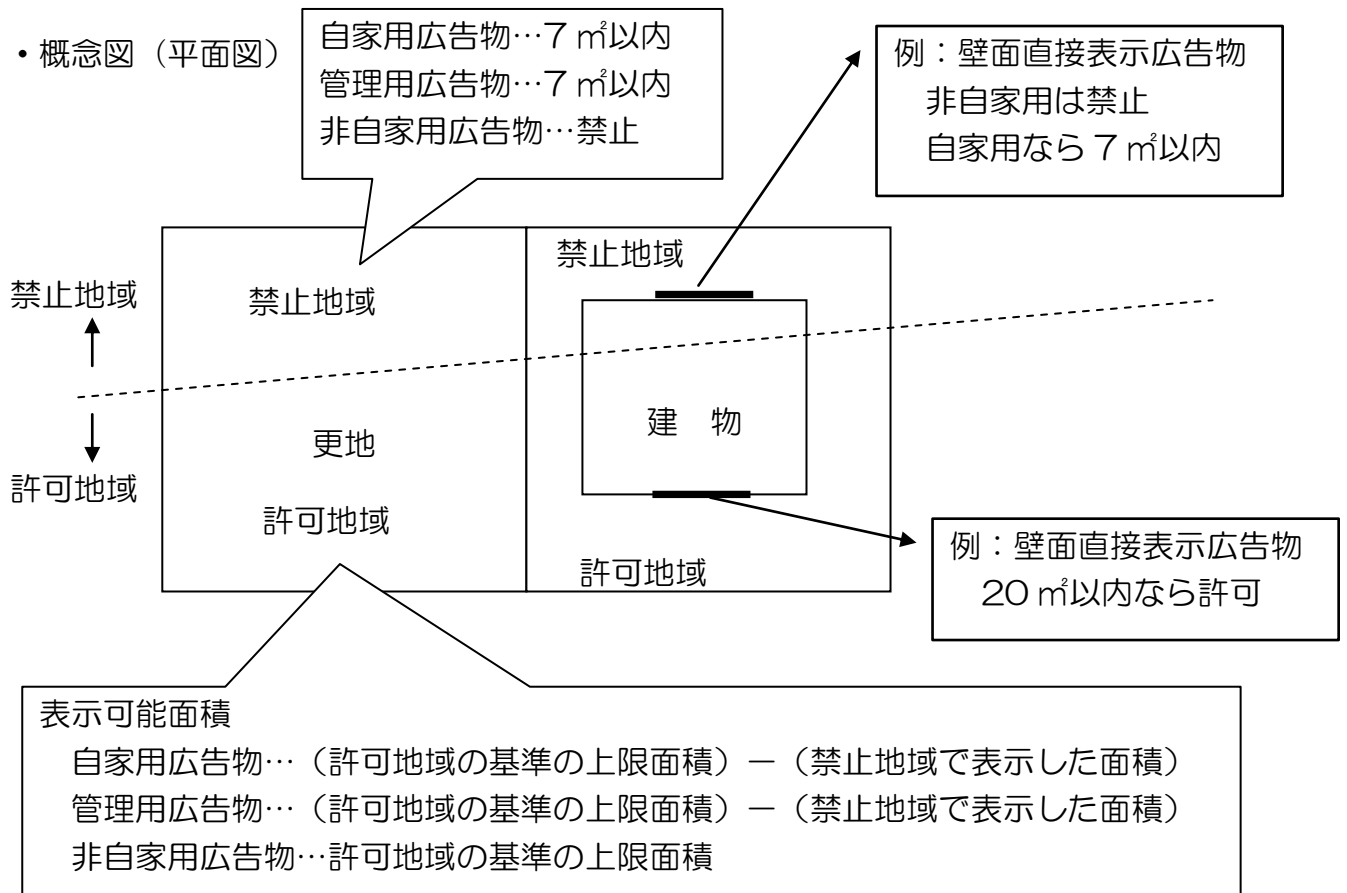 ・概念図（平面図）
自家用広告物…７㎡以内
管理用広告物…７㎡以内
非自家用広告物…禁止
例：壁面直接表示広告物
非自家用は禁止
自家用なら７㎡以内
禁止地域
許可地域
禁止地域
更地
許可地域
禁止地域
建　物
許可地域
例：壁面直接表示広告物
20㎡以内なら許可
表示可能面積
自家用広告物…（許可地域の基準の上限面積）－（禁止地域で表示した面積）
管理用広告物…（許可地域の基準の上限面積）－（禁止地域で表示した面積）
非自家用広告物…許可地域の基準の上限面積